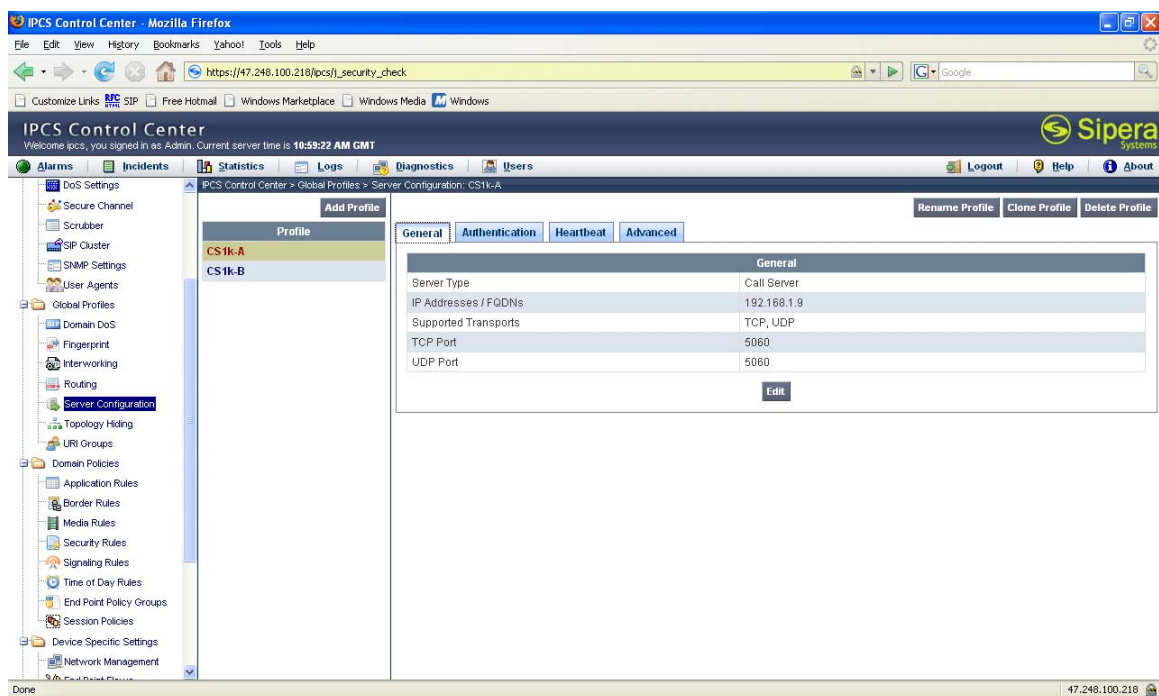 IPCS Control Center - Mozilla Firefox
File Edit View History Bookmarks Yahoo! Tools Help
https://47.248.100.218/ipcs/j_security_check
Google
Customize Links RFC HTML SIP Free Hotmail Windows Marketplace Windows Media Windows
IPCS Control Center
Welcome ipcs, you signed in as Admin. Current server time is 10:59:22 AM GMT
Sipera
Systems
Alarms Incidents Statistics Logs Diagnostics Users Logout Help About
IPCS Control Center > Global Profiles > Server Configuration: CS1k-A
DoS Settings
Secure Channel
Scrubber
SIP Cluster
SNMP Settings
User Agents
Global Profiles
Domain DoS
Fingerprint
Interworking
Routing
Server Configuration
Topology Hiding
URI Groups
Domain Policies
Application Rules
Border Rules
Media Rules
Security Rules
Signaling Rules
Time of Day Rules
End Point Policy Groups
Session Policies
Device Specific Settings
Network Management
Add Profile
Profile
CS1k-A
CS1k-B
Rename Profile Clone Profile Delete Profile
General Authentication Heartbeat Advanced
General
Server Type Call Server
IP Addresses / FQDNs 192.168.1.9
Supported Transports TCP, UDP
TCP Port 5060
UDP Port 5060
Edit
Done
47.248.100.218